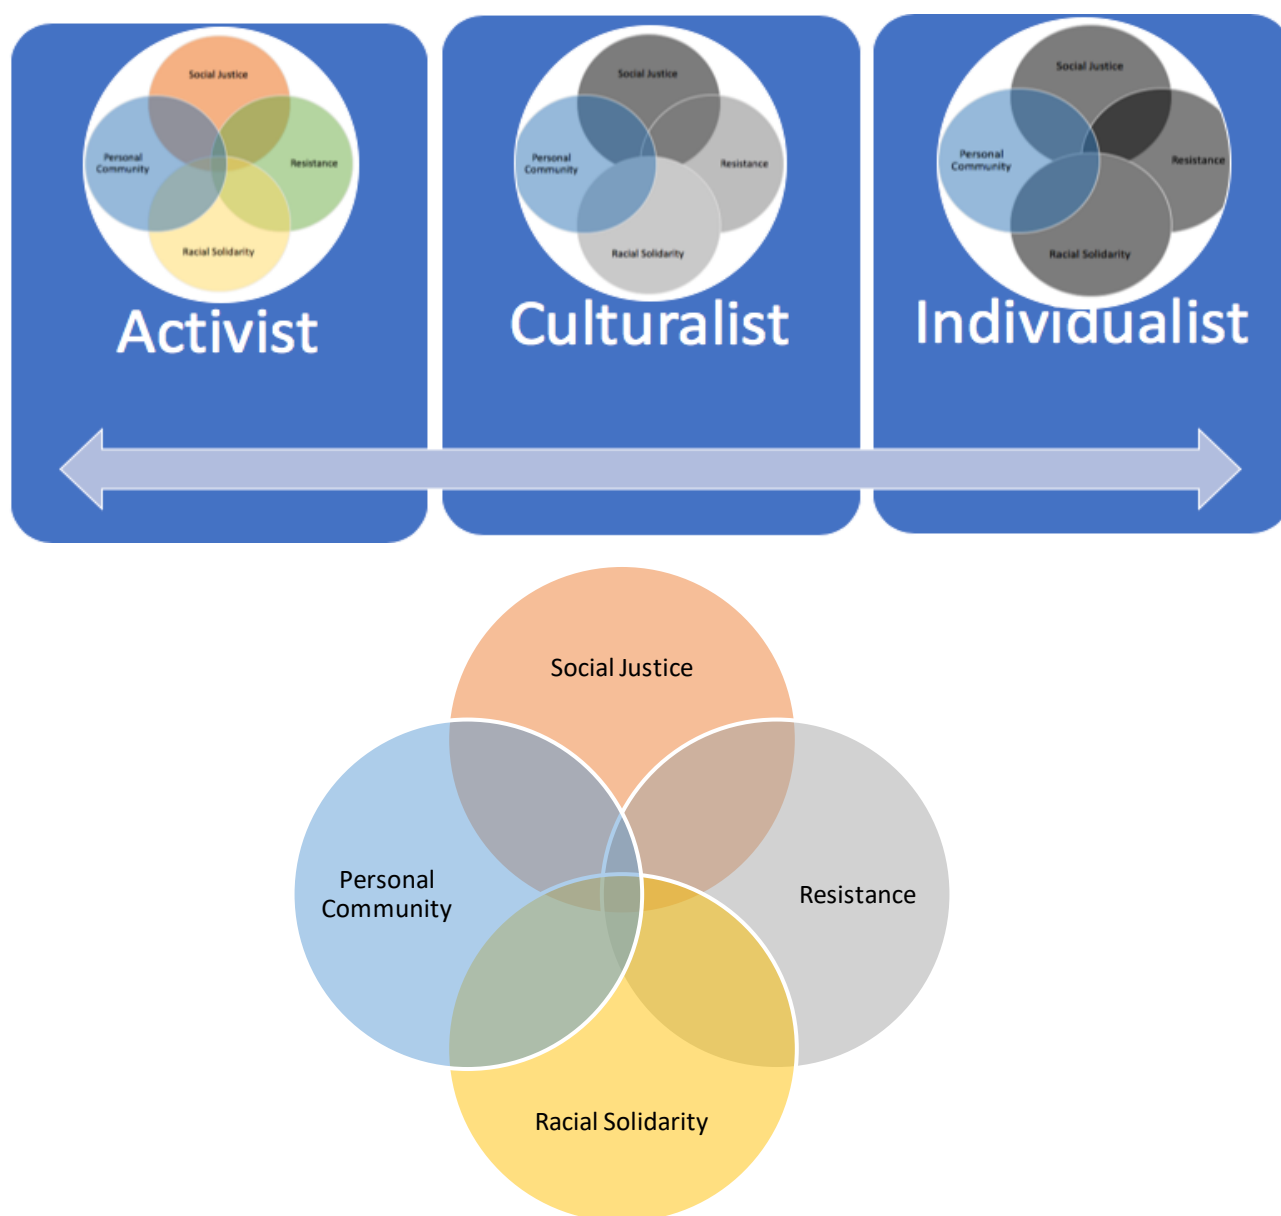 Social Justice
Personal
Community
Resistance
Racial Solidarity
Activist
Social Justice
Personal
Community
Resistance
Racial Solidarity
Culturalist
Social Justice
Personal
Community
Resistance
Racial Solidarity
Individualist
Social Justice
Personal
Community
Resistance
Racial Solidarity